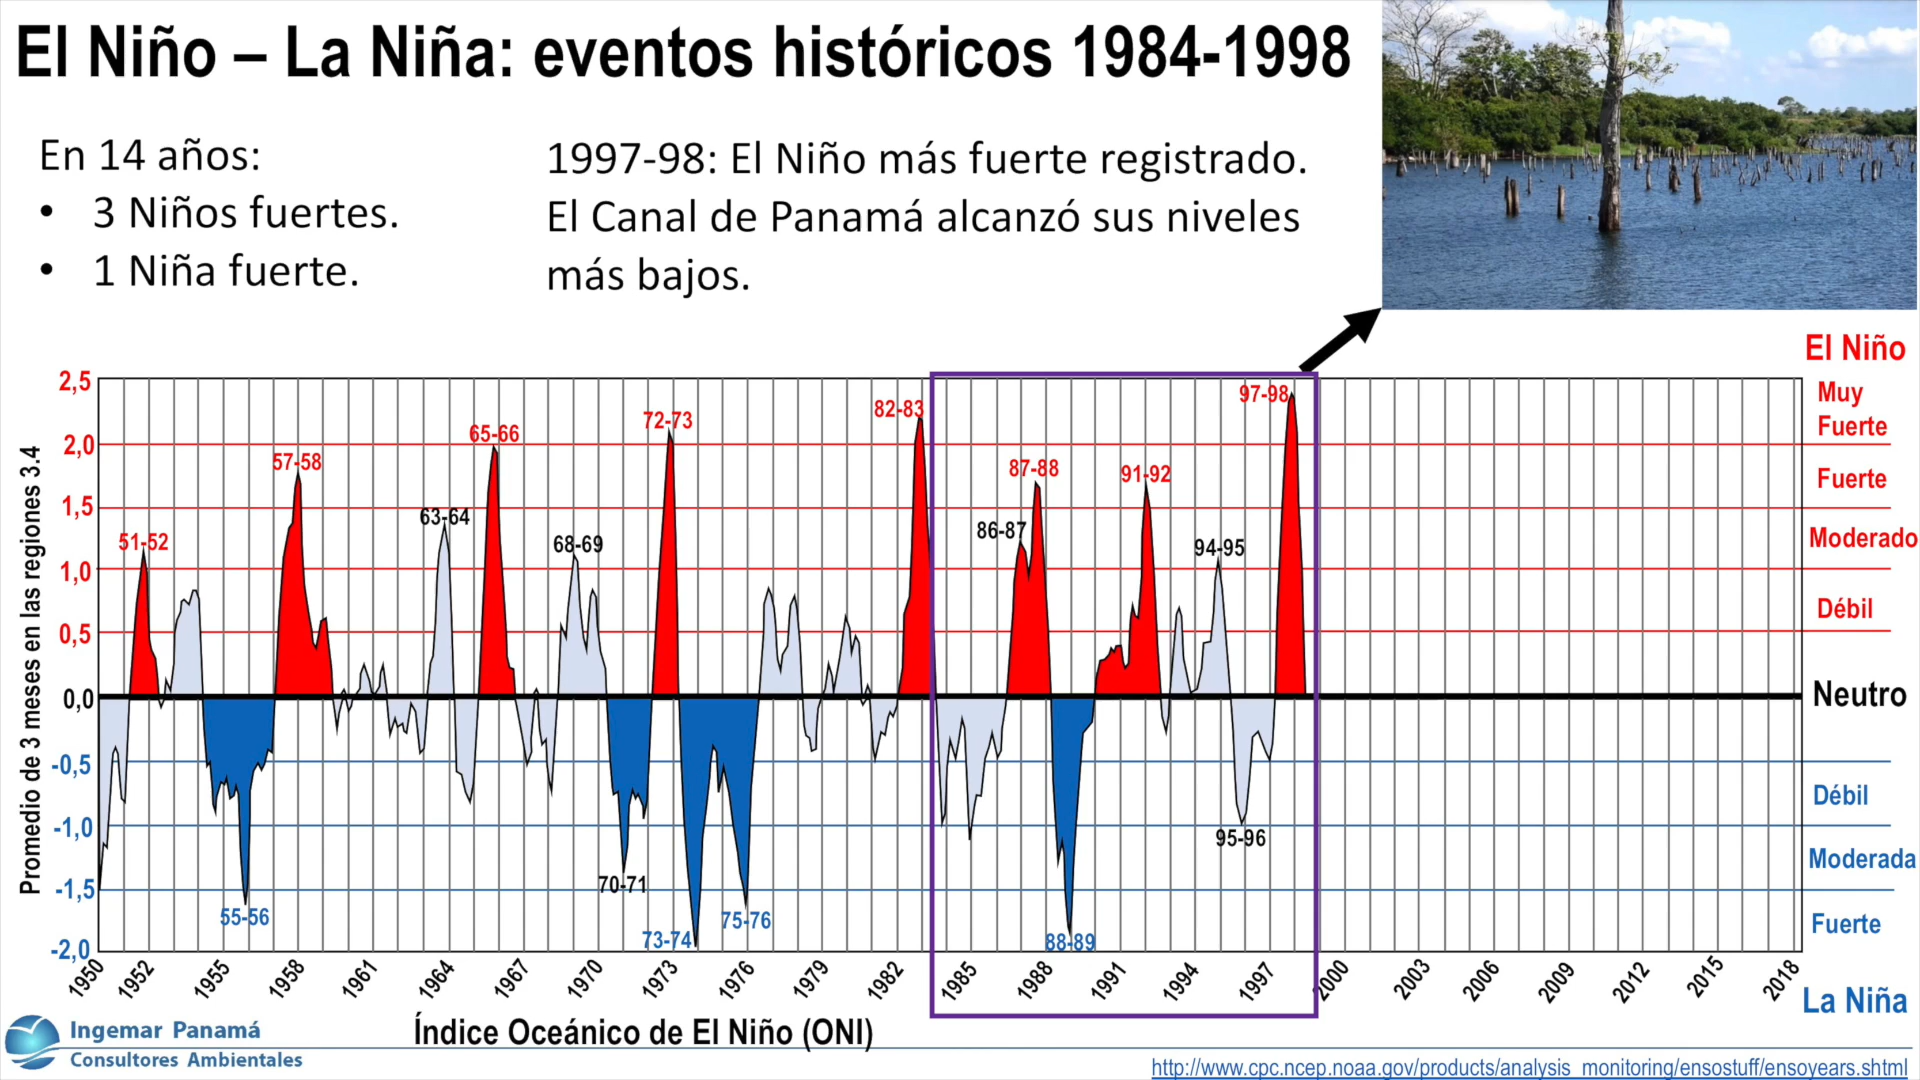 El Niño – La Niña: eventos históricos 1984-1998
En 14 años:
• 3 Niños fuertes.
• 1 Niña fuerte.
1997-98: El Niño más fuerte registrado.
El Canal de Panamá alcanzó sus niveles
más bajos.
El Niño
Muy
Fuerte
Fuerte
Moderado
Débil
Neutro
Débil
Moderada
Fuerte
La Niña
Promedio de 3 meses en las regiones 3.4
2,5
2,0
1,5
1,0
0,5
0,0
-0,5
-1,0
-1,5
-2,0
51-52
57-58
63-64
65-66
68-69
72-73
82-83
86-87
87-88
91-92
94-95
97-98
55-56
70-71
73-74
75-76
88-89
95-96
1950 1952 1955 1958 1961 1964 1967 1970 1973 1976 1979 1982 1985 1988 1991 1994 1997 2000 2003 2006 2009 2012 2015 2018
Índice Oceánico de El Niño (ONI)
Ingemar Panamá
Consultores Ambientales
http://www.cpc.ncep.noaa.gov/products/analysis_monitoring/ensostuff/ensoyears.shtml